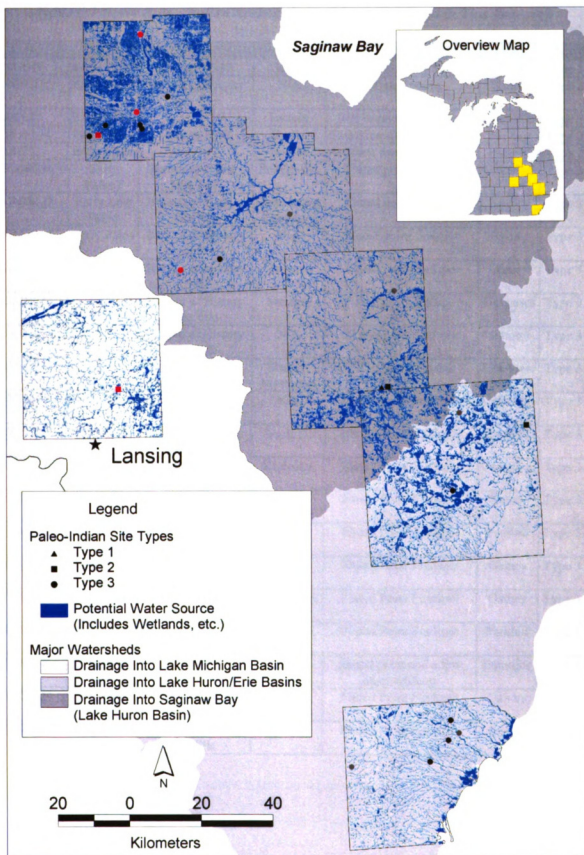 Saginaw Bay
Overview Map
Lansing
Legend
Paleo-Indian Site Types
Type 1
Type 2
Type 3
Potential Water Source
(Includes Wetlands, etc.)
Major Watersheds
Drainage Into Lake Michigan Basin
Drainage Into Lake Huron/Erie Basins
Drainage Into Saginaw Bay
(Lake Huron Basin)
N
20 0 20 40
Kilometers